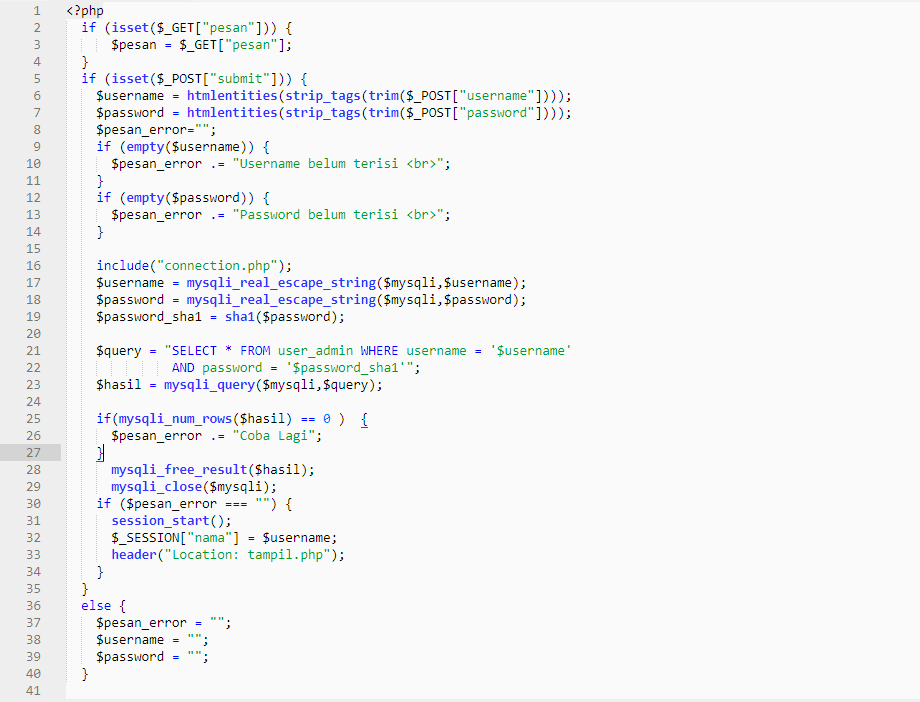 1 <?php
2 if (isset($_GET["pesan"])) {
3 $pesan = $_GET["pesan"];
4 }
5 if (isset($_POST["submit"])) {
6 $username = htmlentities(strip_tags(trim($_POST["username"])));
7 $password = htmlentities(strip_tags(trim($_POST["password"])));
8 $pesan_error="";
9 if (empty($username)) {
10 $pesan_error .= "Username belum terisi <br>";
11 }
12 if (empty($password)) {
13 $pesan_error .= "Password belum terisi <br>";
14 }
15
16 include("connection.php");
17 $username = mysqli_real_escape_string($mysqli,$username);
18 $password = mysqli_real_escape_string($mysqli,$password);
19 $password_sha1 = sha1($password);
20
21 $query = "SELECT * FROM user_admin WHERE username = '$username'
22 AND password = '$password_sha1'";
23 $hasil = mysqli_query($mysqli,$query);
24
25 if(mysqli_num_rows($hasil) == 0 ) {
26 $pesan_error .= "Coba Lagi";
27 }
28 mysqli_free_result($hasil);
29 mysqli_close($mysqli);
30 if ($pesan_error === "") {
31 session_start();
32 $_SESSION["nama"] = $username;
33 header("Location: tampil.php");
34 }
35 }
36 else {
37 $pesan_error = "";
38 $username = "";
39 $password = "";
40 }
41